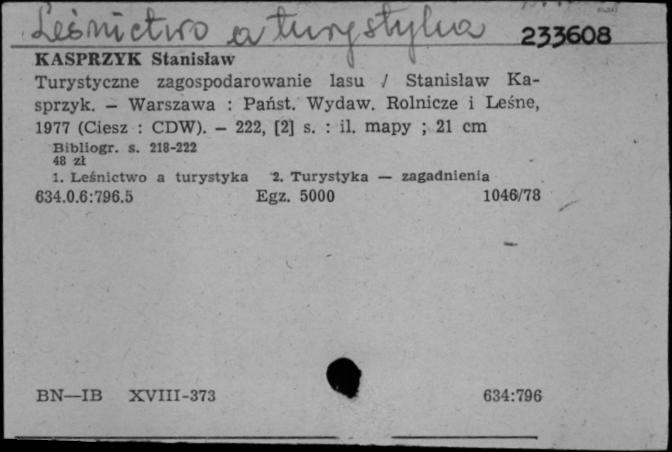 Leśnictwo a turystyka 233608
KASPRZYK Stanisław
Turystyczne zagospodarowanie lasu / Stanisław Ka-
sprzyk. — Warszawa : Państ. Wydaw. Rolnicze i Leśne,
1977 (Ciesz : CDW). — 222, [2] s. : il. mapy ; 21 cm
Bibliogr. s. 218-222
48 zł
1. Leśnictwo a turystyka 2. Turystyka — zagadnienia
634.0.6:796.5 Egz. 5000 1046/78
BN—IB XVIII-373 634:796